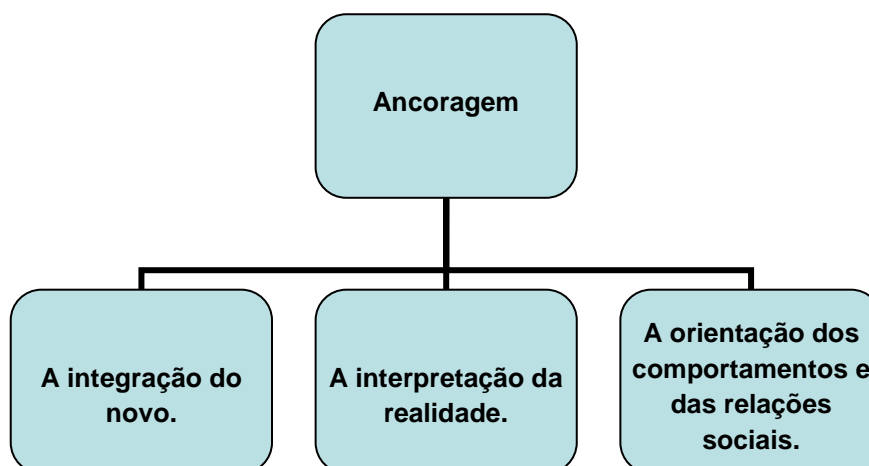 Ancoragem
A integração do
novo.
A interpretação da
realidade.
A orientação dos
comportamentos e
das relações
sociais.